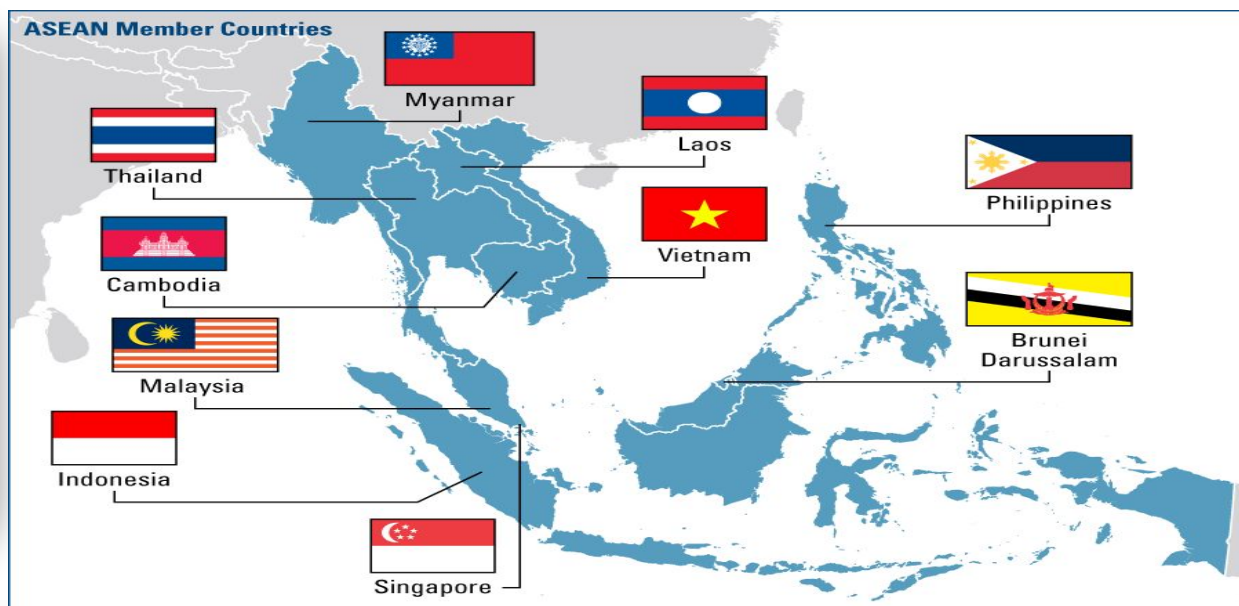 ASEAN Member Countries
Myanmar
Laos
Thailand
Philippines
Vietnam
Cambodia
Brunei
Darussalam
Malaysia
Indonesia
Singapore